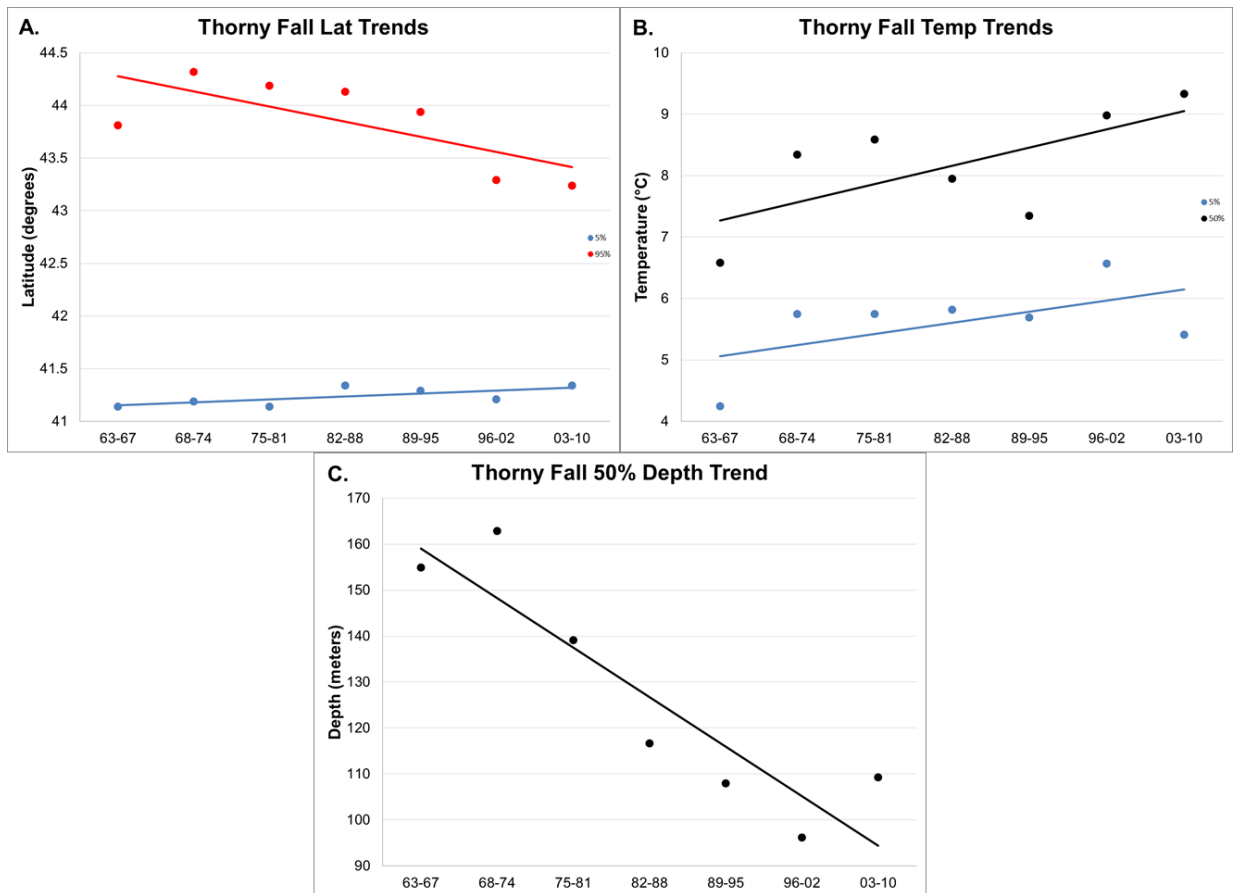 A.
Thorny Fall Lat Trends
Latitude (degrees)
44.5
44
43.5
43
42.5
42
41.5
41
63-67 68-74 75-81 82-88 89-95 96-02 03-10
5%
95%
B.
Thorny Fall Temp Trends
Temperature (°C)
10
9
8
7
6
5
4
63-67 68-74 75-81 82-88 89-95 96-02 03-10
5%
50%
C.
Thorny Fall 50% Depth Trend
Depth (meters)
170
160
150
140
130
120
110
100
90
63-67 68-74 75-81 82-88 89-95 96-02 03-10